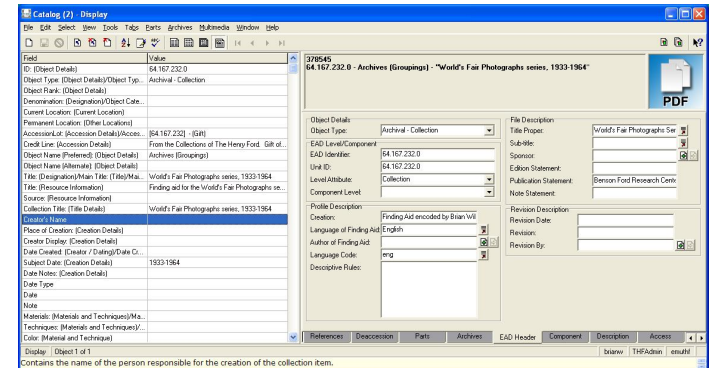 Catalog (2) - Display
File Edit Select View Tools Tabs Parts Archives Multimedia Window Help
Field Value
ID: (Object Details) 64.167.232.0
Object Type: (Object Details)/Object Typ... Archival - Collection
Object Rank: (Object Details)
Denomination: (Designation)/Object Cate...
Current Location: (Current Location)
Permanent Location: (Other Locations)
AccessionLot: (Accession Details)/Acces... [64.167.232] - (Gift)
Credit Line: (Accession Details) From the Collections of The Henry Ford. Gift of...
Object Name (Preferred): (Object Details) Archives (Groupings)
Object Name (Alternate): (Object Details)
Title: (Designation)/Main Title: (Title)/Mai... World's Fair Photographs series, 1933-1964
Title: (Resource Information) Finding aid for the World's Fair Photographs se...
Source: (Resource Information)
Collection Title: (Title Details) World's Fair Photographs series, 1933-1964
Creator's Name
Place of Creation: (Creation Details)
Creator Display: (Creation Details)
Date Created: (Creator / Dating)/Date Cr...
Subject Date: (Creation Details) 1933-1964
Date Notes: (Creation Details)
Date Type
Date
Note
Materials: (Materials and Techniques)/Ma...
Techniques: (Materials and Techniques)/...
Color: (Material and Technique)
378545
64.167.232.0 - Archives (Groupings) - "World's Fair Photographs series, 1933-1964"
PDF
Object Details
Object Type: Archival - Collection
EAD Level/Component
EAD Identifier: 64.167.232.0
Unit ID: 64.167.232.0
Level Attribute: Collection
Component Level:
Profile Description
Creation: Finding Aid encoded by Brian Wil
Language of Finding Aid: English
Author of Finding Aid:
Language Code: eng
Descriptive Rules:
File Description
Title Proper: World's Fair Photographs Ser
Sub-title:
Sponsor:
Edition Statement:
Publication Statement: Benson Ford Research Cente
Note Statement:
Revision Description
Revision Date:
Revision:
Revision By:
References Deaccession Parts Archives EAD Header Component Description Access
Display Object 1 of 1 brianw THFAdmin emuthf
Contains the name of the person responsible for the creation of the collection item.